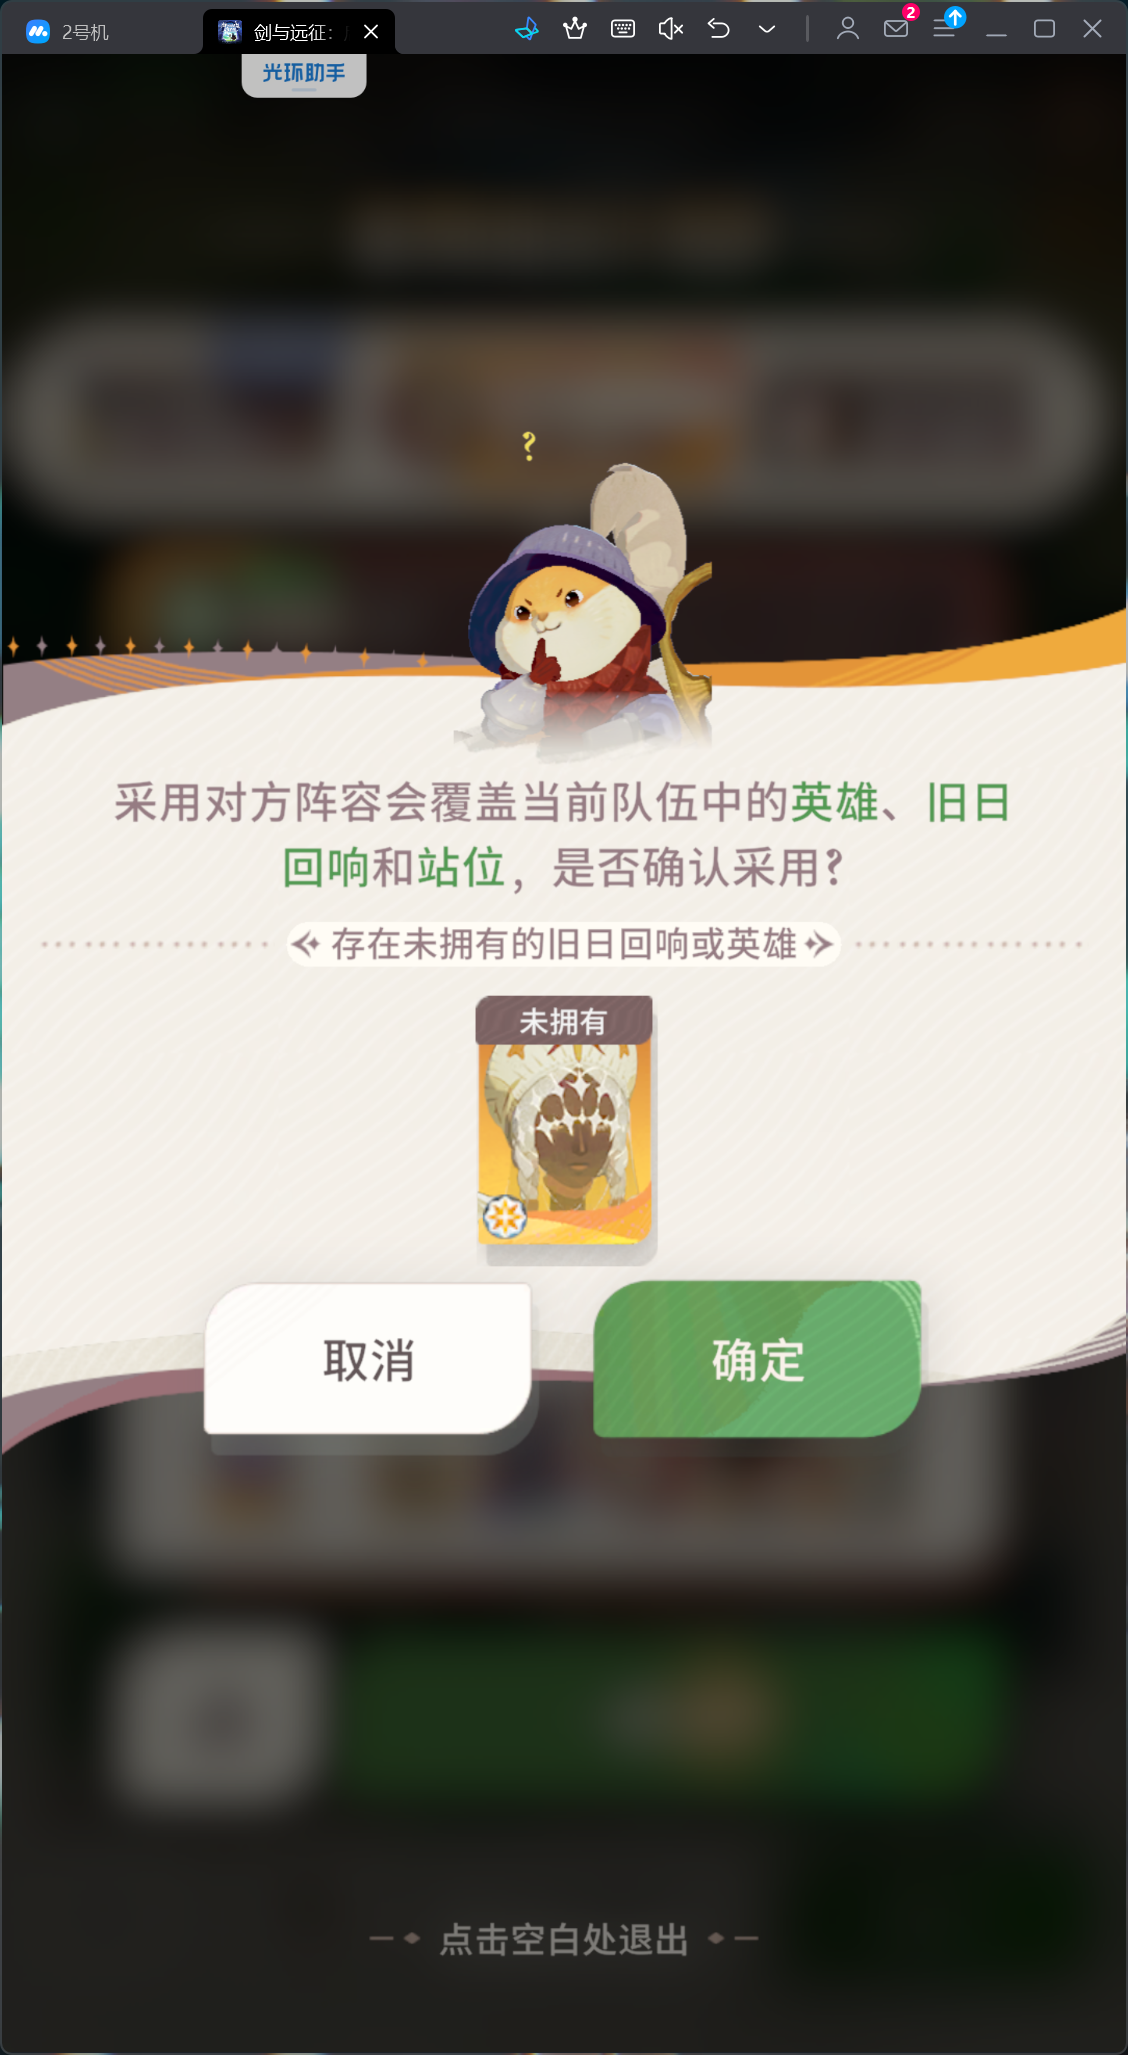 2号机
剑与远征:
2
光环助手
?
采用对方阵容会覆盖当前队伍中的英雄、旧日
回响和站位，是否确认采用?
存在未拥有的旧日回响或英雄
未拥有
取消
确定
点击空白处退出